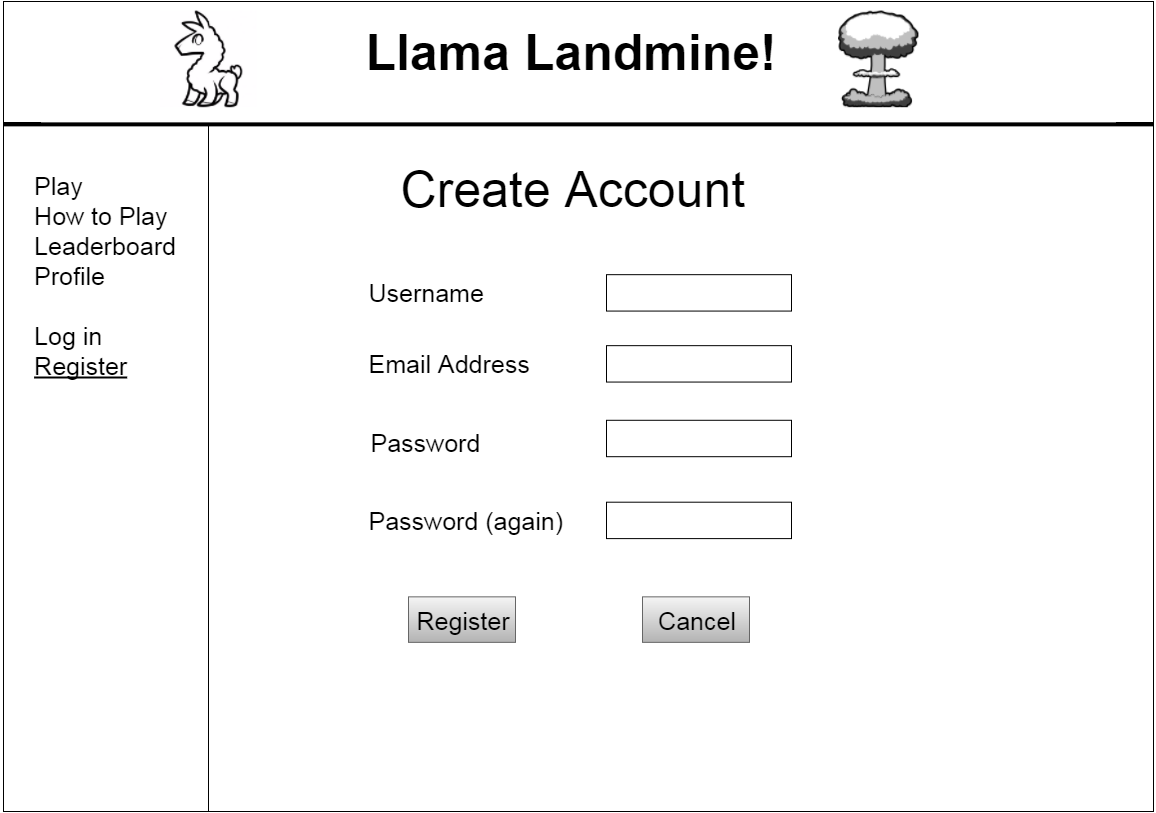 Llama Landmine!
Play
How to Play
Leaderboard
Profile
Log in
Register
Create Account
Username
Email Address
Password
Password (again)
Register
Cancel